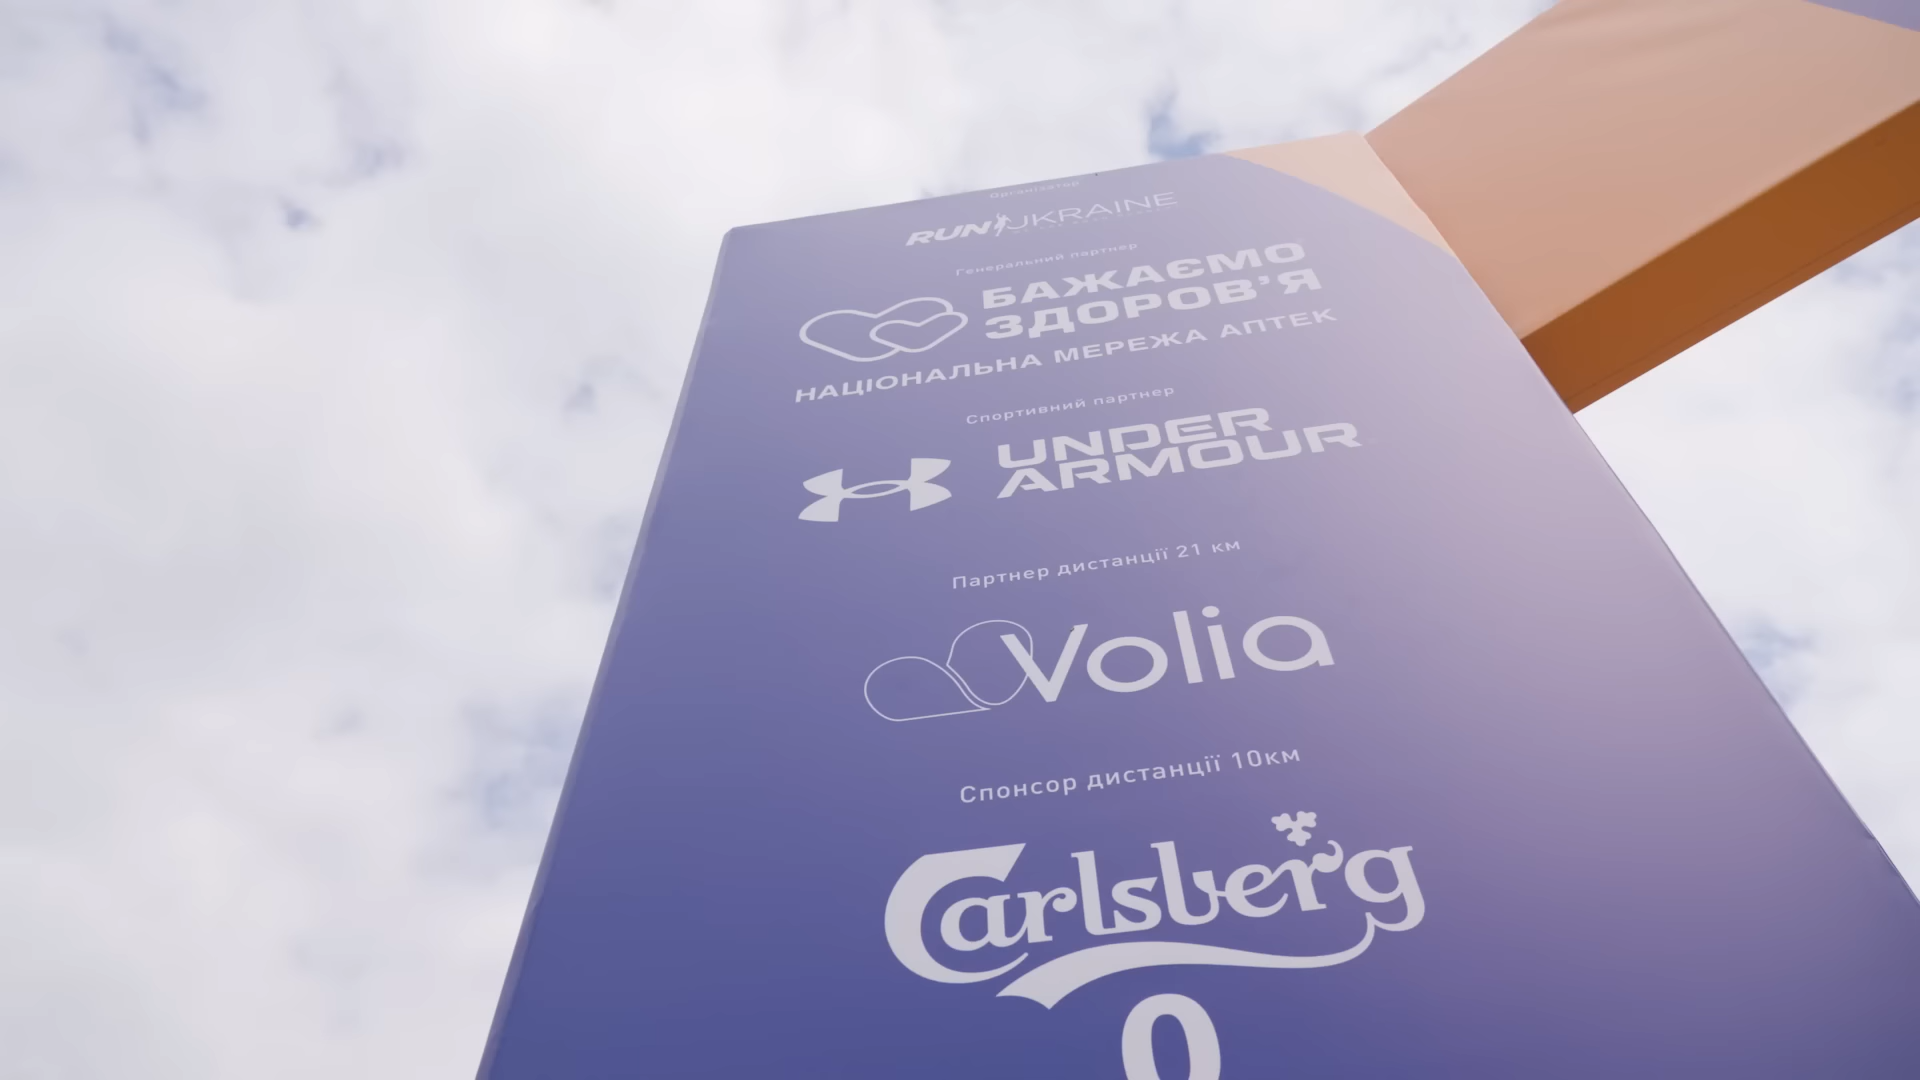 Організатор
RUN UKRAINE
Генеральний партнер
БАЖАЄМО
ЗДОРОВ'Я
НАЦІОНАЛЬНА МЕРЕЖА АПТЕК
Спортивний партнер
UNDER
ARMOUR
Партнер дистанції 21 км
Volia
Спонсор дистанції 10км
Carlsberg
0